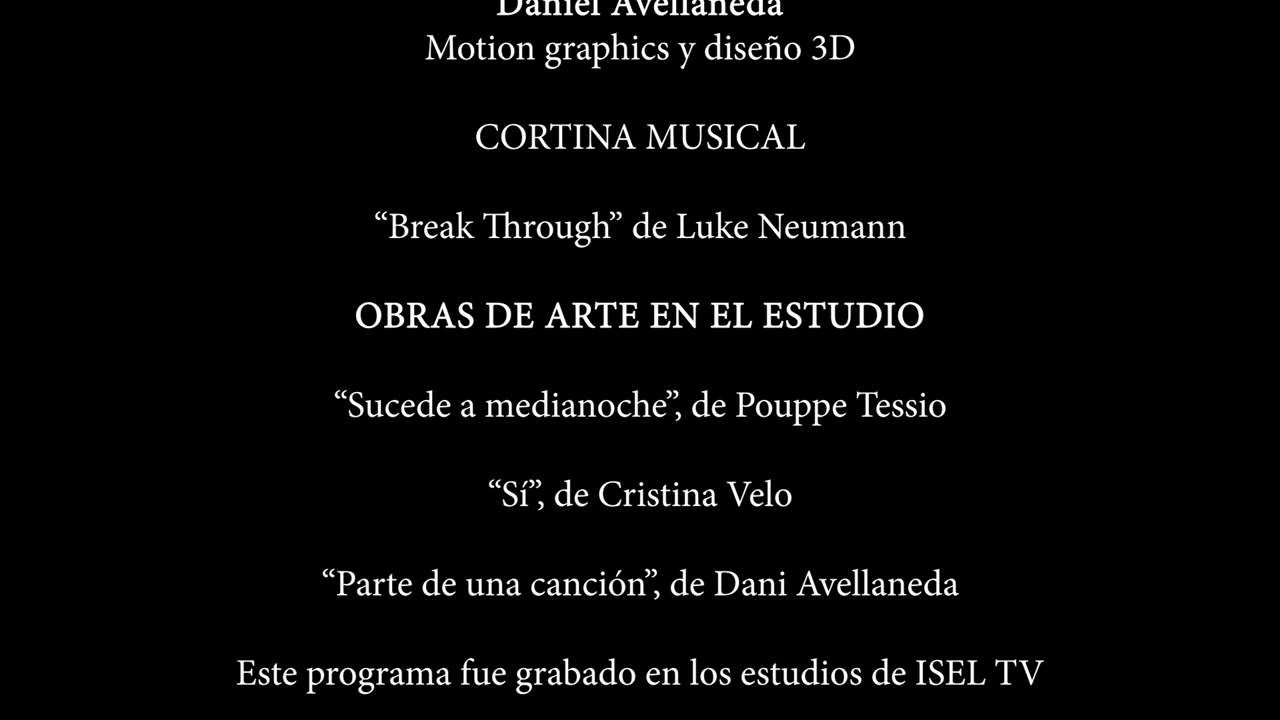 Daniel Avellaneda
Motion graphics y diseño 3D
CORTINA MUSICAL
“Break Through” de Luke Neumann
OBRAS DE ARTE EN EL ESTUDIO
“Sucede a medianoche”, de Pouppe Tessio
“Sí”, de Cristina Velo
“Parte de una canción”, de Dani Avellaneda
Este programa fue grabado en los estudios de ISEL TV